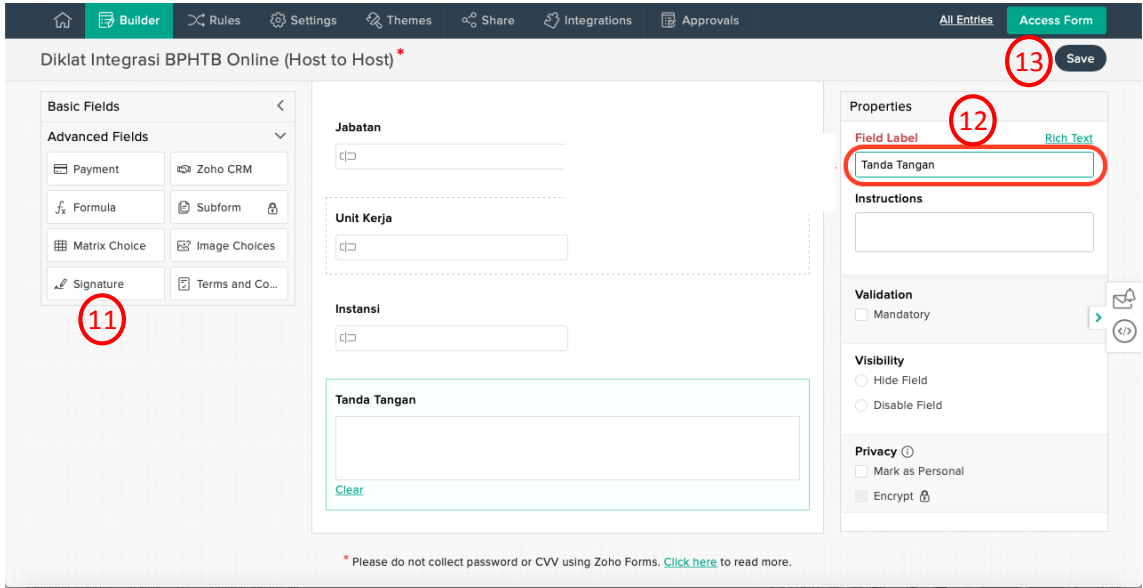 Builder Rules Settings Themes Share Integrations Approvals All Entries Access Form
Diklat Integrasi BPHTB Online (Host to Host)* 13 Save
Basic Fields
Advanced Fields
Payment Zoho CRM
Formula Subform
Matrix Choice Image Choices
Signature Terms and Co...
11
Jabatan
Unit Kerja
Instansi
Tanda Tangan
Clear
Properties
12
Field Label Rich Text
Tanda Tangan
Instructions
Validation
Mandatory
Visibility
Hide Field
Disable Field
Privacy
Mark as Personal
Encrypt
* Please do not collect password or CVV using Zoho Forms. Click here to read more.